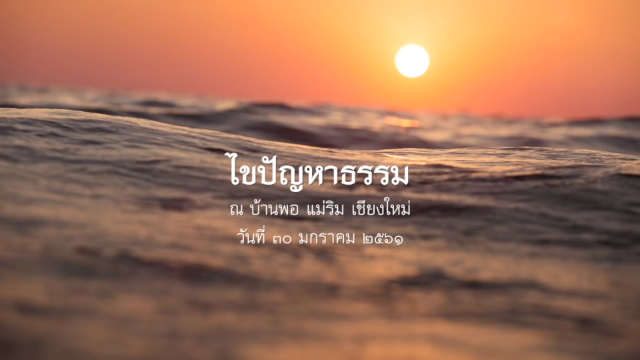 ไขปัญหาธรรม
ณ บ้านพอ แม่ริม เชียงใหม่
วันที่ ๓๐ มกราคม ๒๕๖๑